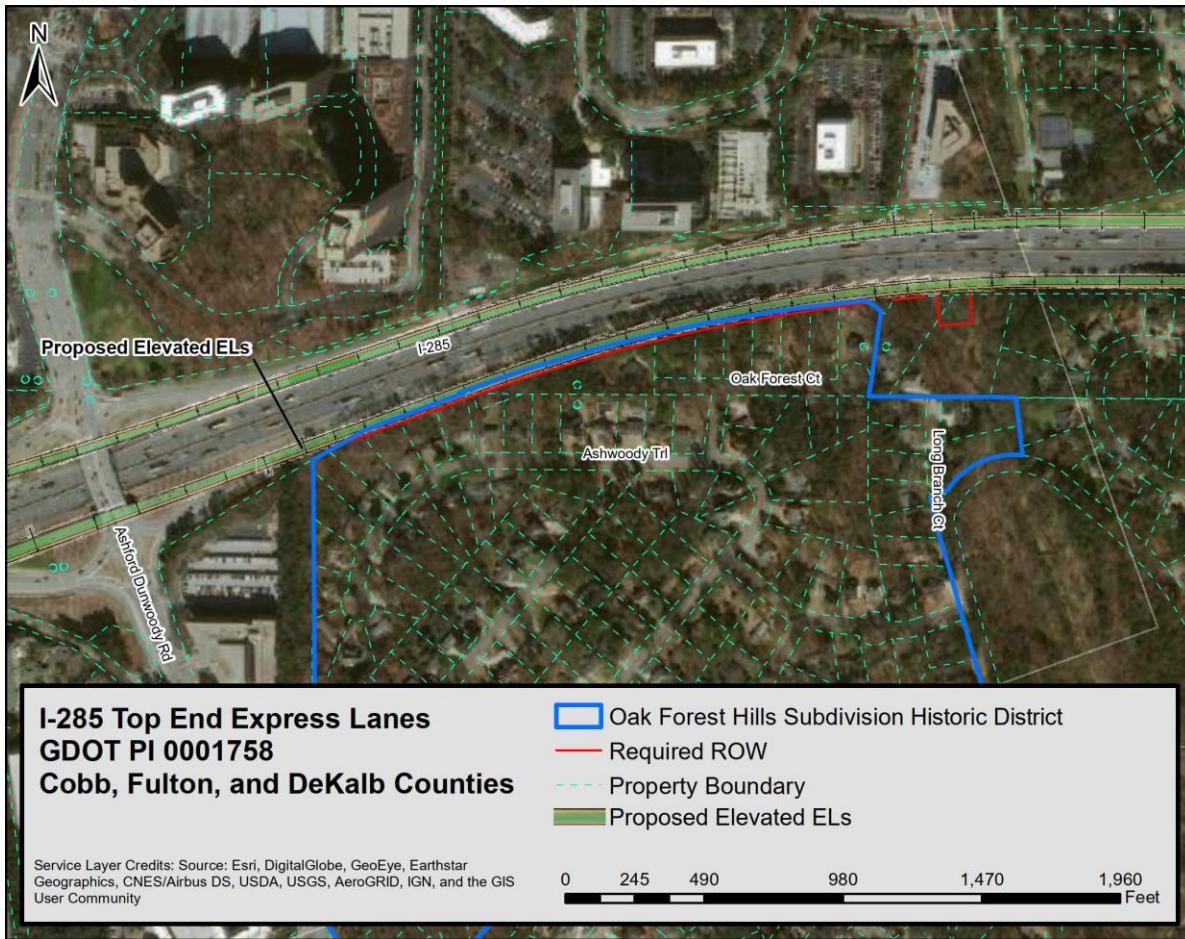 N
Proposed Elevated ELs
I-285
Oak Forest Ct
Ashwoody Trl
Long Branch Ct
Ashford Dunwoody Rd
I-285 Top End Express Lanes
GDOT PI 0001758
Cobb, Fulton, and DeKalb Counties
Service Layer Credits: Source: Esri, DigitalGlobe, GeoEye, Earthstar
Geographics, CNES/Airbus DS, USDA, USGS, AeroGRID, IGN, and the GIS
User Community
Oak Forest Hills Subdivision Historic District
Required ROW
Property Boundary
Proposed Elevated ELs
0 245 490 980 1,470 1,960
Feet